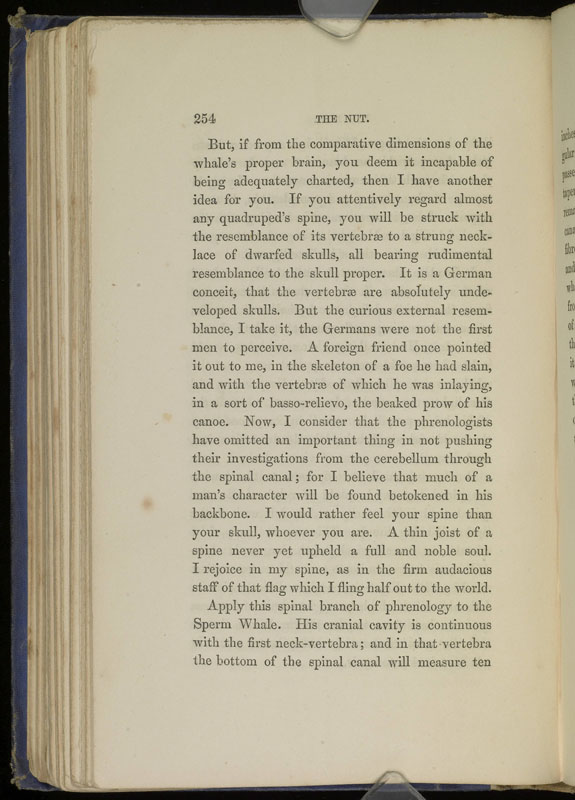 254 THE NUT.
But, if from the comparative dimensions of the
whale's proper brain, you deem it incapable of
being adequately charted, then I have another
idea for you. If you attentively regard almost
any quadruped's spine, you will be struck with
the resemblance of its vertebræ to a strung neck-
lace of dwarfed skulls, all bearing rudimental
resemblance to the skull proper. It is a German
conceit, that the vertebræ are absolutely unde-
veloped skulls. But the curious external resem-
blance, I take it, the Germans were not the first
men to perceive. A foreign friend once pointed
it out to me, in the skeleton of a foe he had slain,
and with the vertebræ of which he was inlaying,
in a sort of basso-relievo, the beaked prow of his
canoe. Now, I consider that the phrenologists
have omitted an important thing in not pushing
their investigations from the cerebellum through
the spinal canal; for I believe that much of a
man's character will be found betokened in his
backbone. I would rather feel your spine than
your skull, whoever you are. A thin joist of a
spine never yet upheld a full and noble soul.
I rejoice in my spine, as in the firm audacious
staff of that flag which I fling half out to the world.
Apply this spinal branch of phrenology to the
Sperm Whale. His cranial cavity is continuous
with the first neck-vertebra; and in that vertebra
the bottom of the spinal canal will measure ten